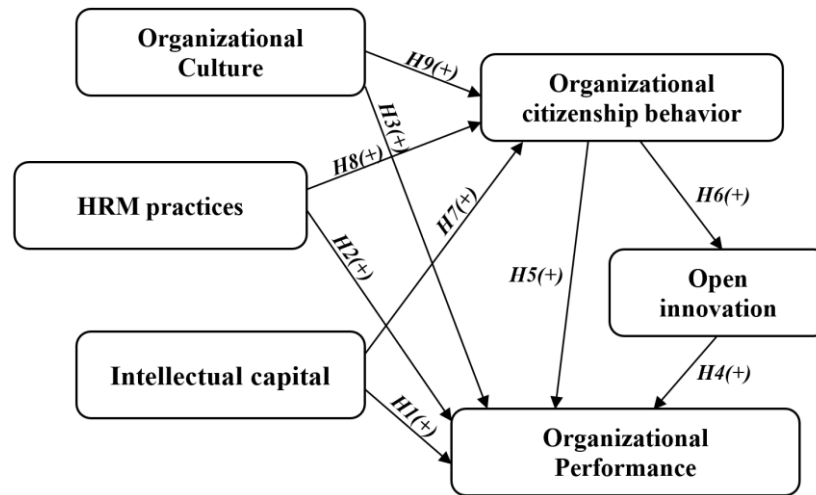 Organizational
Culture
H9(+)
Organizational
citizenship behavior
H3(+)
H8(+)
HRM practices
H7(+)
H6(+)
H2(+)
H5(+)
Open
innovation
Intellectual capital
H4(+)
H1(+)
Organizational
Performance